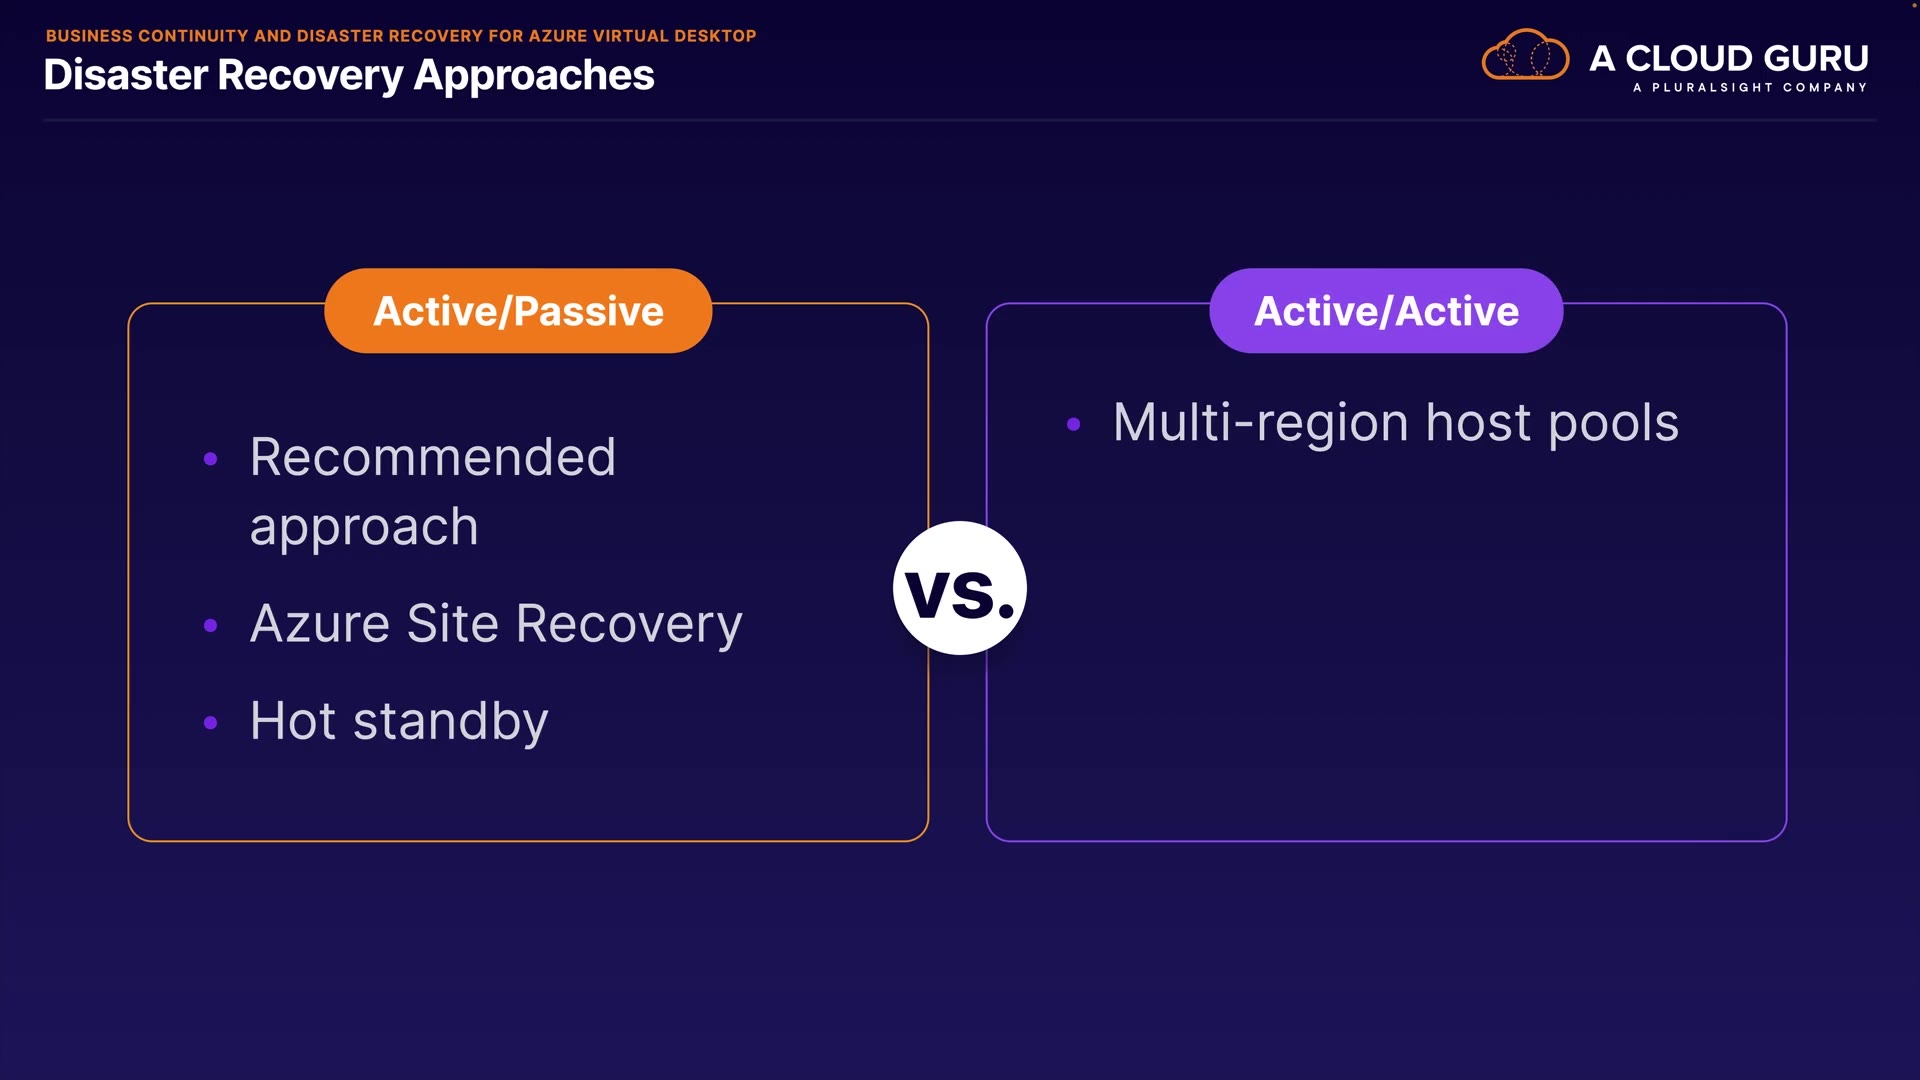 BUSINESS CONTINUITY AND DISASTER RECOVERY FOR AZURE VIRTUAL DESKTOP
Disaster Recovery Approaches
A CLOUD GURU
A PLURALSIGHT COMPANY
Active/Passive
• Recommended
approach
• Azure Site Recovery
• Hot standby
vs.
Active/Active
• Multi-region host pools